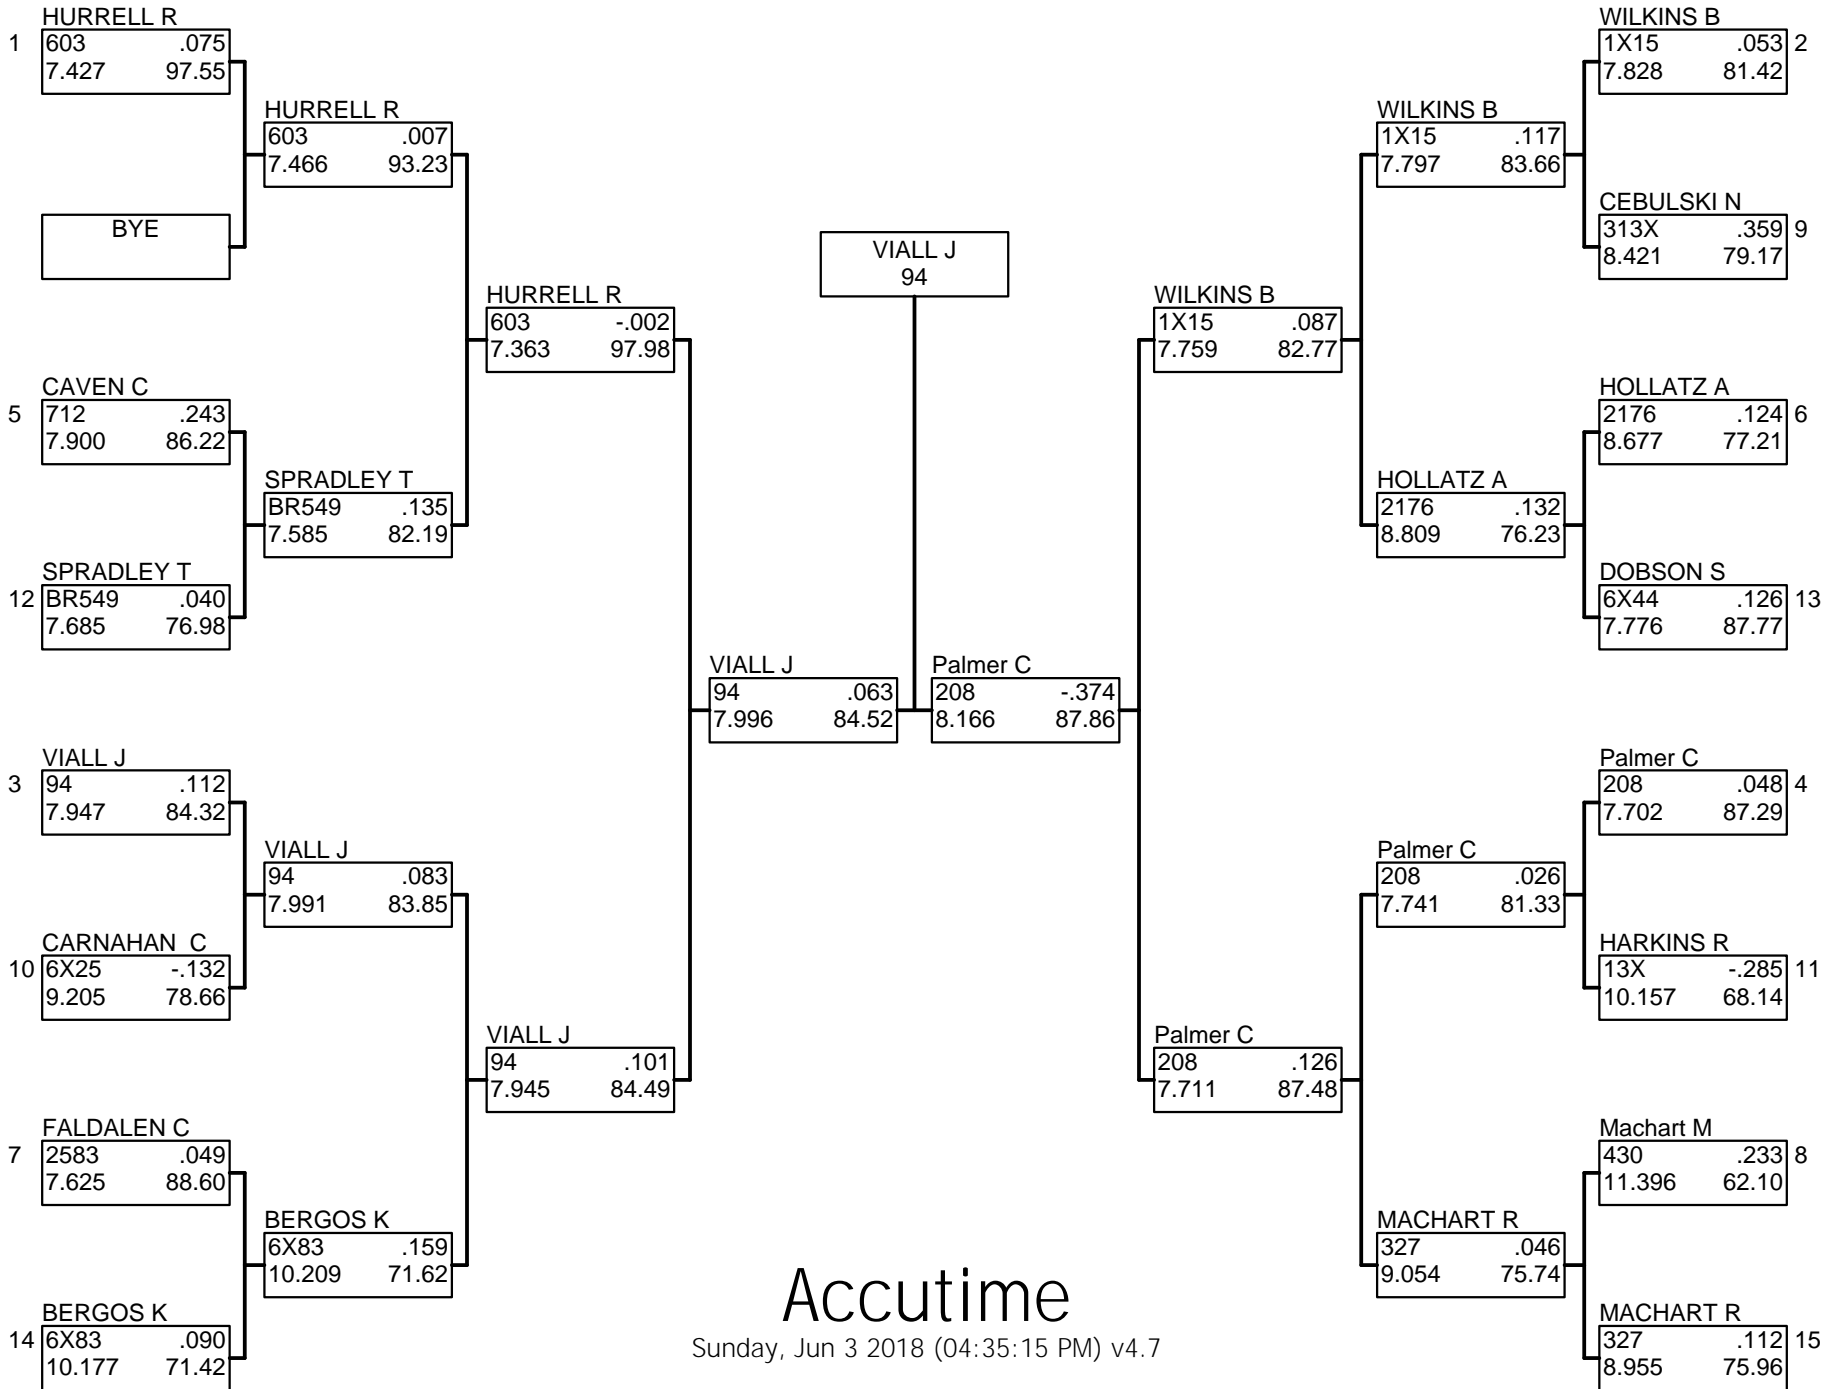 HURRELL R
1 603 .075
7.427 97.55
BYE
CAVEN C
5 712 .243
7.900 86.22
SPRADLEY T
12 BR549 .040
7.685 76.98
VIALL J
3 94 .112
7.947 84.32
CARNAHAN  C
10 6X25 -.132
9.205 78.66
FALDALEN C
7 2583 .049
7.625 88.60
BERGOS K
14 6X83 .090
10.177 71.42
HURRELL R
603 .007
7.466 93.23
SPRADLEY T
BR549 .135
7.585 82.19
VIALL J
94 .083
7.991 83.85
BERGOS K
6X83 .159
10.209 71.62
HURRELL R
603 -.002
7.363 97.98
VIALL J
94 .101
7.945 84.49
VIALL J
94 .063
7.996 84.52
VIALL J
94
Palmer C
208 -.374
8.166 87.86
WILKINS B
1X15 .087
7.759 82.77
Palmer C
208 .126
7.711 87.48
WILKINS B
1X15 .117
7.797 83.66
HOLLATZ A
2176 .132
8.809 76.23
Palmer C
208 .026
7.741 81.33
MACHART R
327 .046
9.054 75.74
WILKINS B
1X15 .053 2
7.828 81.42
CEBULSKI N
313X .359 9
8.421 79.17
HOLLATZ A
2176 .124 6
8.677 77.21
DOBSON S
6X44 .126 13
7.776 87.77
Palmer C
208 .048 4
7.702 87.29
HARKINS R
13X -.285 11
10.157 68.14
Machart M
430 .233 8
11.396 62.10
MACHART R
327 .112 15
8.955 75.96
Accutime
Sunday, Jun 3 2018 (04:35:15 PM) v4.7